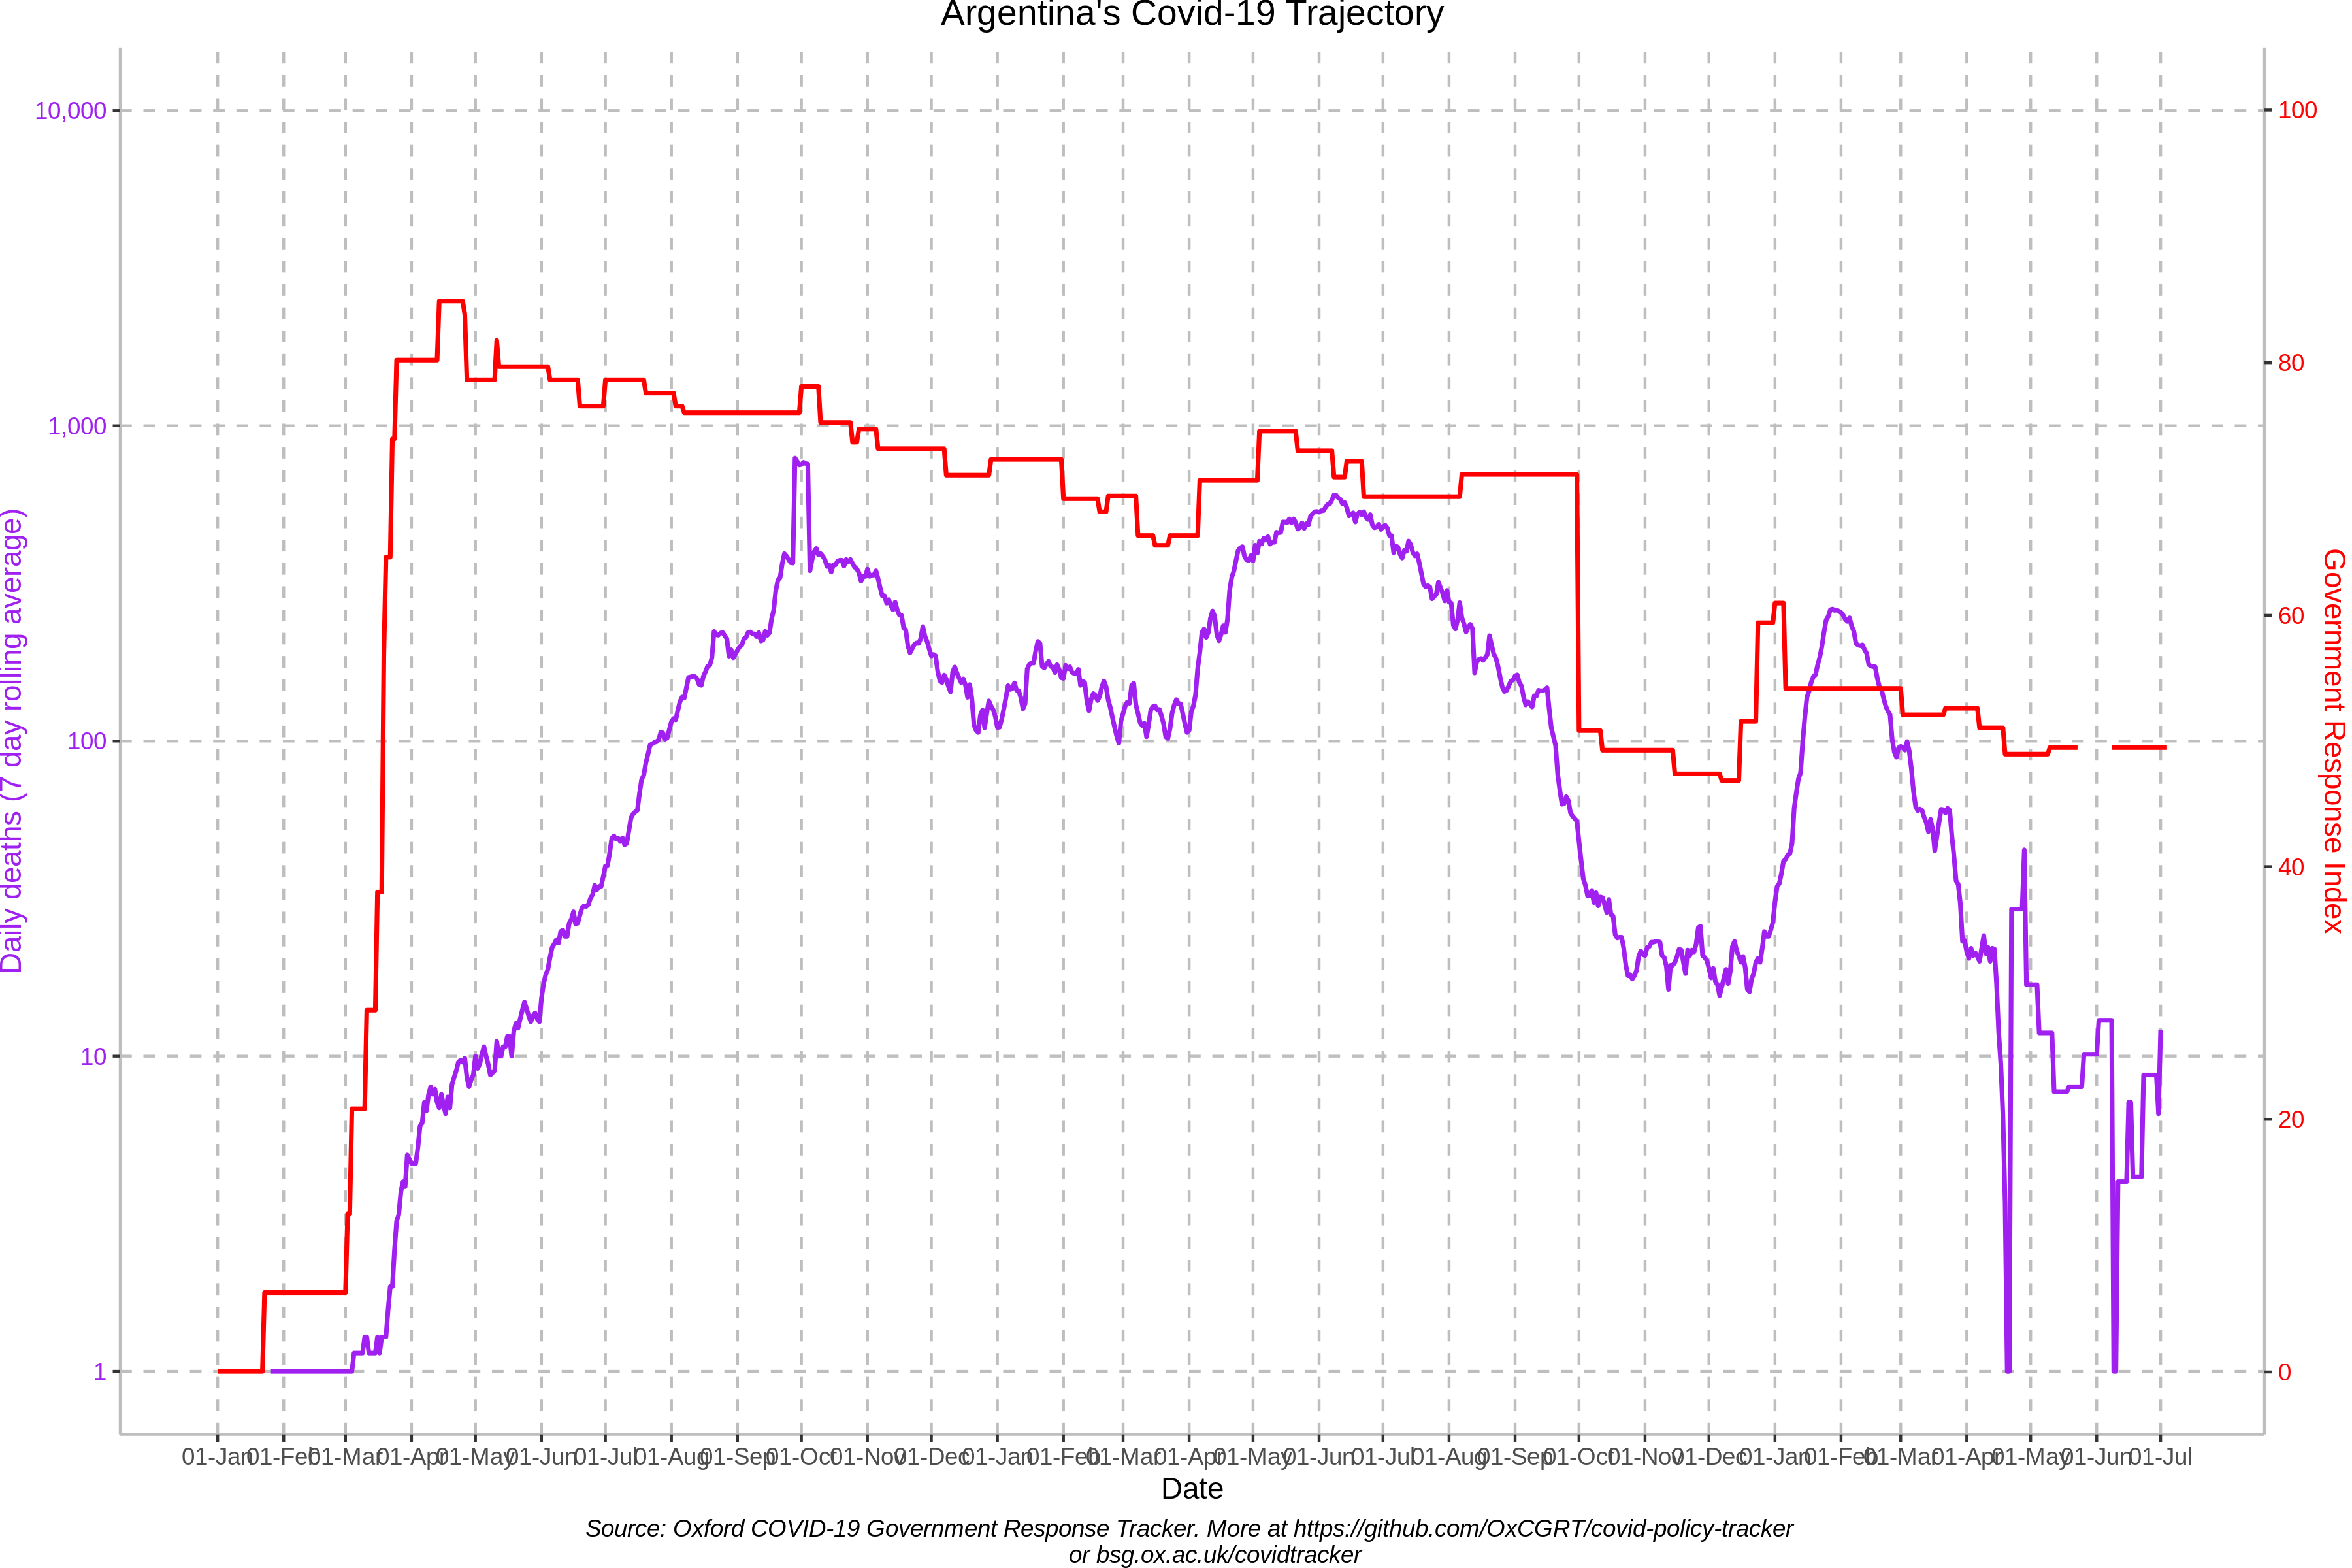 Argentina's Covid-19 Trajectory
Daily deaths (7 day rolling average)
10,000
1,000
100
10
1
100
80
60
40
20
0
Government Response Index
01-Jan 01-Feb 01-Mar 01-Apr 01-May 01-Jun 01-Jul 01-Aug 01-Sep 01-Oct 01-Nov 01-Dec 01-Jan 01-Feb 01-Mar 01-Apr 01-May 01-Jun 01-Jul 01-Aug 01-Sep 01-Oct 01-Nov 01-Dec 01-Jan 01-Feb 01-Mar 01-Apr 01-May 01-Jun 01-Jul
Date
Source: Oxford COVID-19 Government Response Tracker. More at https://github.com/OxCGRT/covid-policy-tracker
or bsg.ox.ac.uk/covidtracker